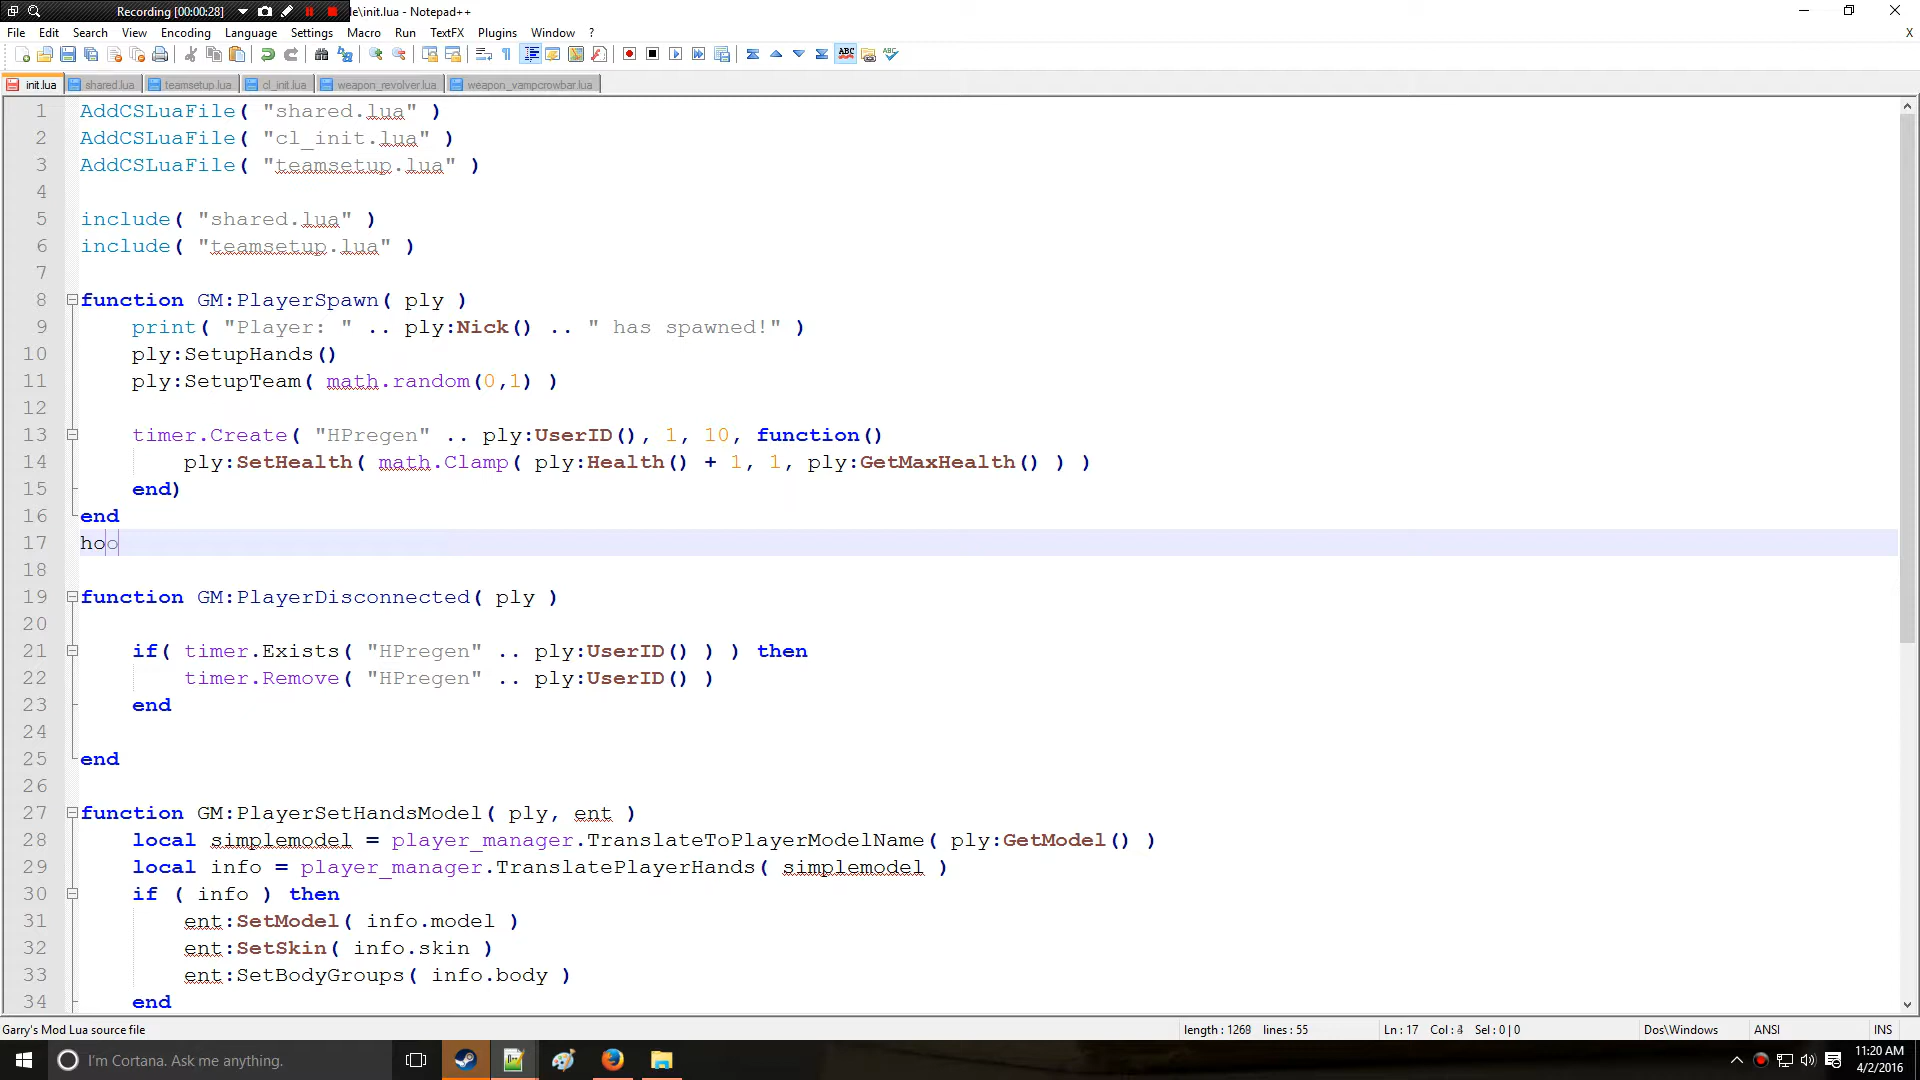 Recording [00:00:28] le\init.lua - Notepad++
File Edit Search View Encoding Language Settings Macro Run TextFX Plugins Window ? X
init.lua shared.lua teamsetup.lua cl_init.lua weapon_revolver.lua weapon_vampcrowbar.lua
1 AddCSLuaFile( "shared.lua" )
2 AddCSLuaFile( "cl_init.lua" )
3 AddCSLuaFile( "teamsetup.lua" )
4
5 include( "shared.lua" )
6 include( "teamsetup.lua" )
7
8 function GM:PlayerSpawn( ply )
9 print( "Player: " .. ply:Nick() .. " has spawned!" )
10 ply:SetupHands()
11 ply:SetupTeam( math.random(0,1) )
12
13 timer.Create( "HPregen" .. ply:UserID(), 1, 10, function()
14 ply:SetHealth( math.Clamp( ply:Health() + 1, 1, ply:GetMaxHealth() ) )
15 end)
16 end
17 hoo
18
19 function GM:PlayerDisconnected( ply )
20
21 if( timer.Exists( "HPregen" .. ply:UserID() ) ) then
22 timer.Remove( "HPregen" .. ply:UserID() )
23 end
24
25 end
26
27 function GM:PlayerSetHandsModel( ply, ent )
28 local simplemodel = player_manager.TranslateToPlayerModelName( ply:GetModel() )
29 local info = player_manager.TranslatePlayerHands( simplemodel )
30 if ( info ) then
31 ent:SetModel( info.model )
32 ent:SetSkin( info.skin )
33 ent:SetBodyGroups( info.body )
34 end
Garry's Mod Lua source file length : 1268 lines : 55 Ln : 17 Col : Sel : 0 | 0 Dos\Windows ANSI INS
I'm Cortana. Ask me anything. 11:20 AM
4/2/2016